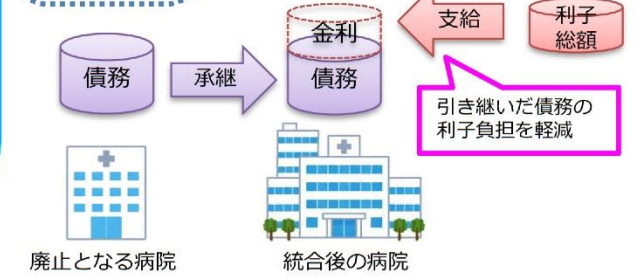 債務
承継
金利
債務
支給
利子
総額
引き継いだ債務の
利子負担を軽減
廃止となる病院
統合後の病院